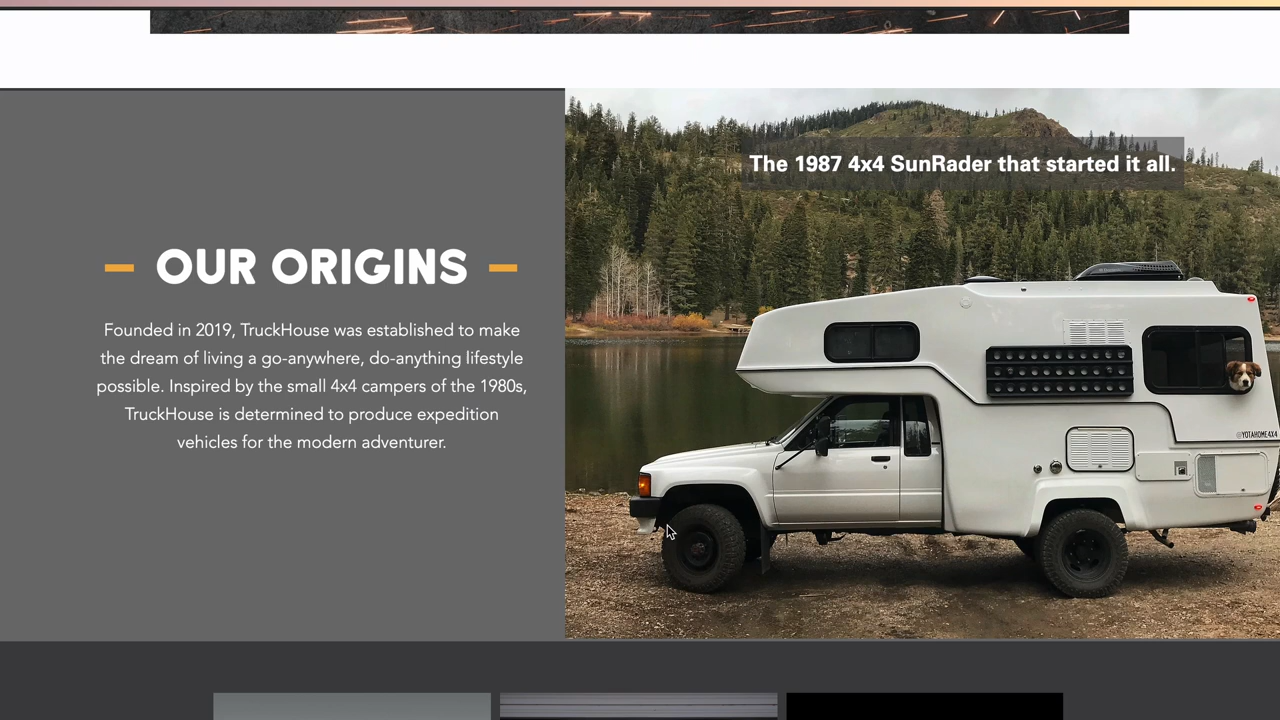 The 1987 4x4 SunRader that started it all.
OUR ORIGINS
Founded in 2019, TruckHouse was established to make
the dream of living a go-anywhere, do-anything lifestyle
possible. Inspired by the small 4x4 campers of the 1980s,
TruckHouse is determined to produce expedition
vehicles for the modern adventurer.
@YOTAHOME4X4